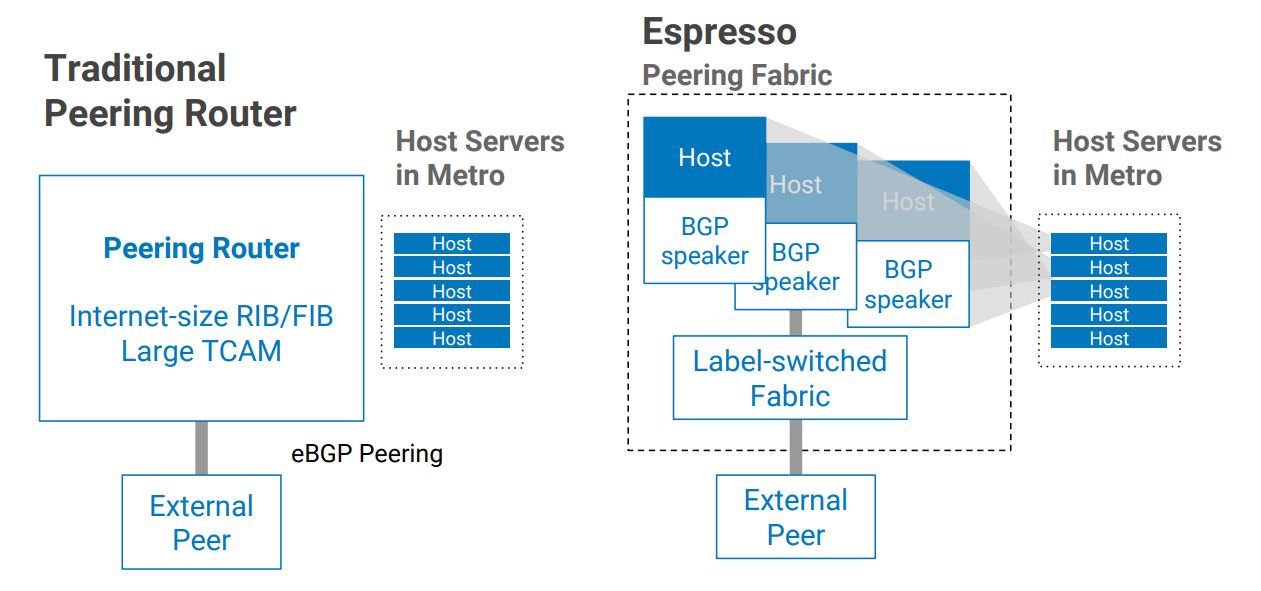 Traditional
Peering Router
Host Servers
in Metro
Peering Router
Internet-size RIB/FIB
Large TCAM
Host
Host
Host
Host
Host
eBGP Peering
External
Peer
Espresso
Peering Fabric
Host
BGP
speaker
Host
BGP
speaker
Host
BGP
speaker
Label-switched
Fabric
External
Peer
Host Servers
in Metro
Host
Host
Host
Host
Host